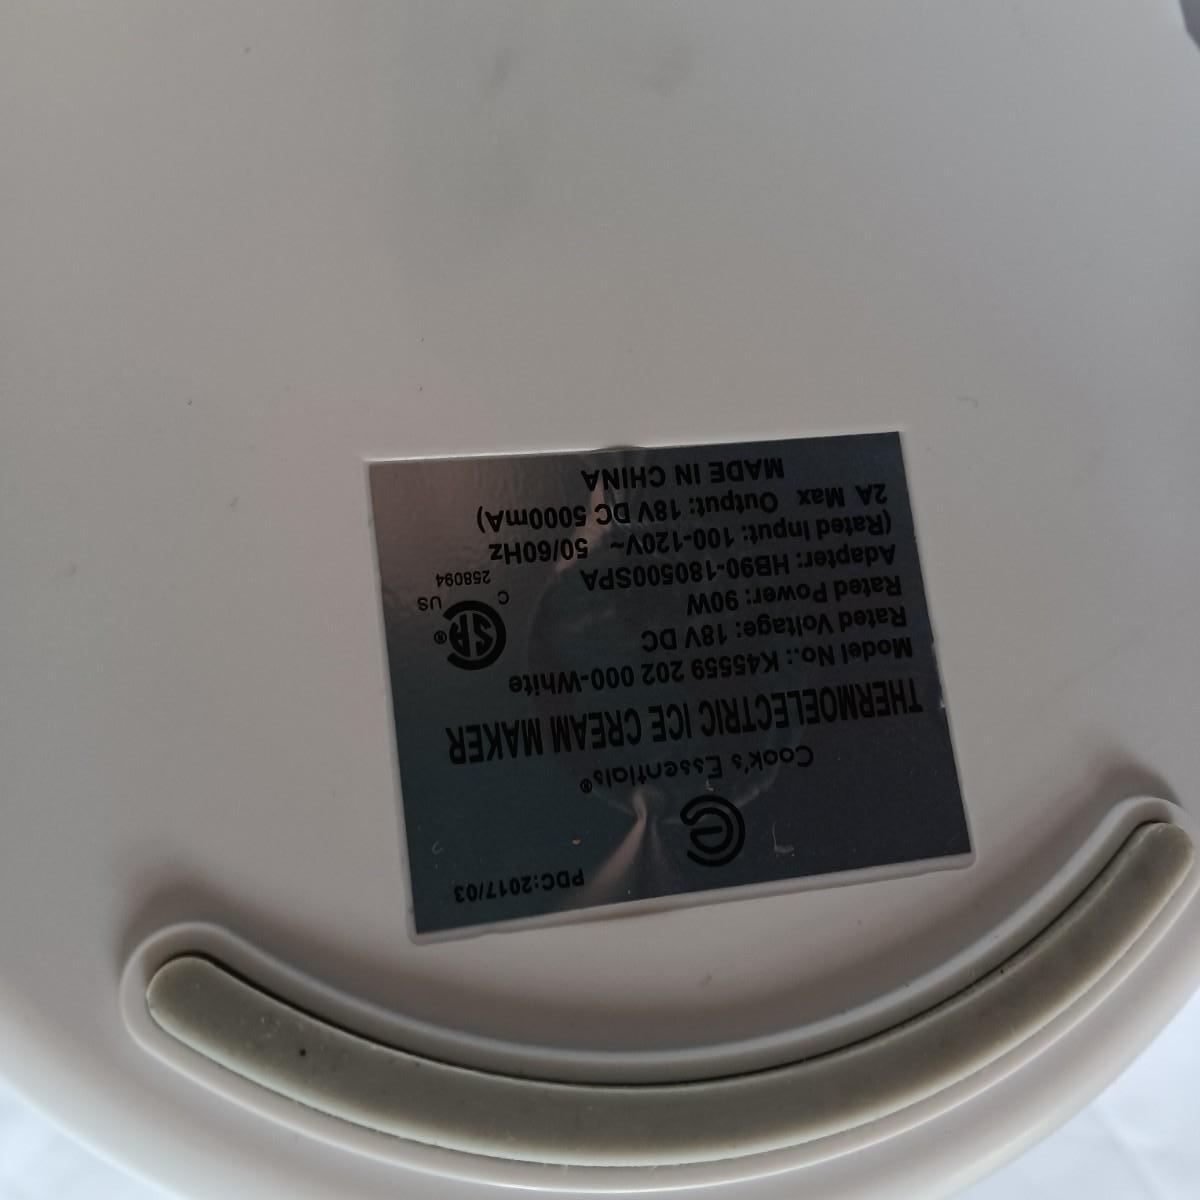 PDC:2017/03
e
Cook's Essentials®
THERMOELECTRIC ICE CREAM MAKER
Model No.: K45559 202 000-White
Rated Voltage: 18V DC
Rated Power: 90W
Adapter: HB90-180500SPA
(Rated Input: 100-120V~ 50/60Hz
2A Max Output: 18V DC 5000mA)
MADE IN CHINA
SA®
C US
258094